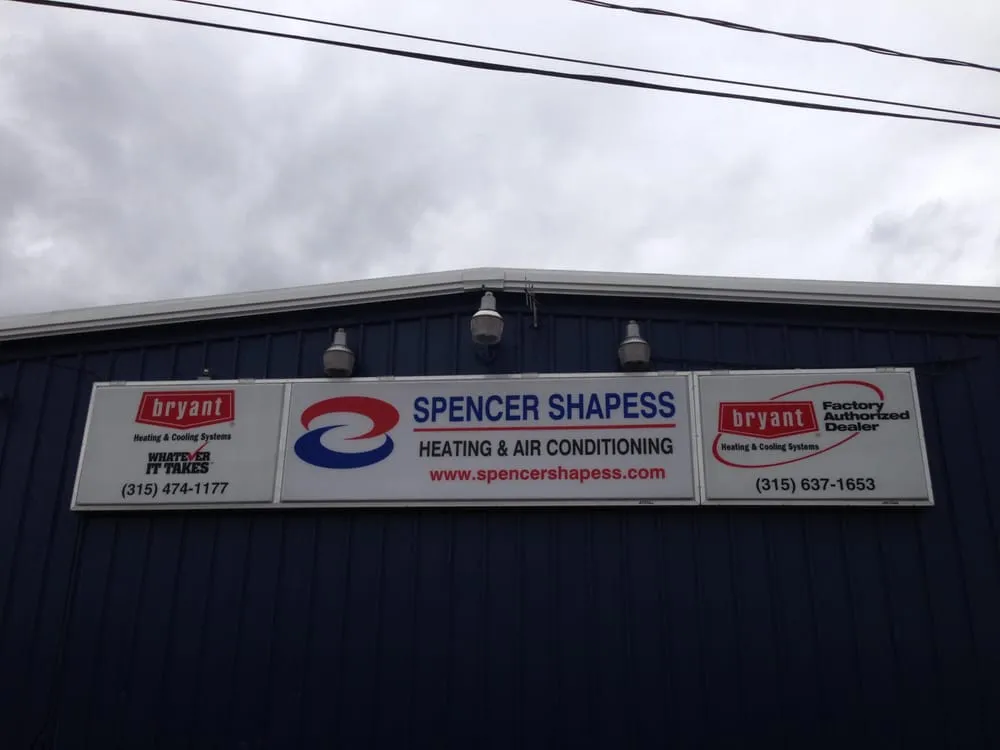 bryant
Heating & Cooling Systems
WHATEVER
IT TAKES
(315) 474-1177
SPENCER SHAPESS
HEATING & AIR CONDITIONING
www.spencershapess.com
bryant
Heating & Cooling Systems
Factory
Authorized
Dealer
(315) 637-1653